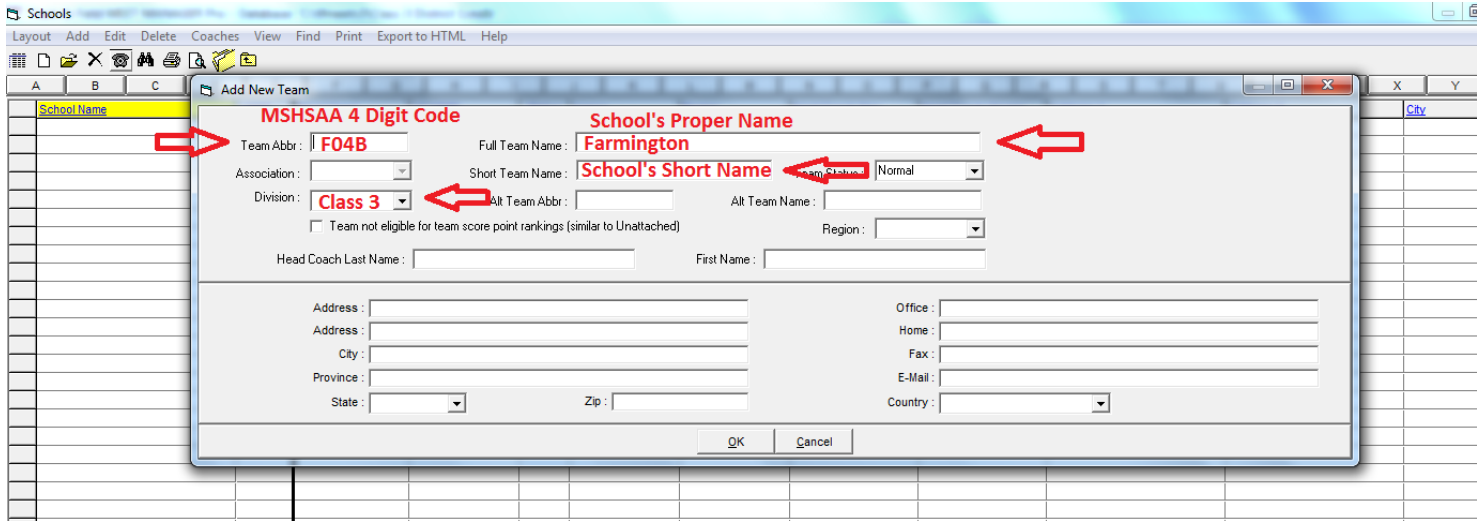 Schools
Layout Add Edit Delete Coaches View Find Print Export to HTML Help
A B C X Y
Add New Team
School Name City
MSHSAA 4 Digit Code School's Proper Name
Team Abbr : F04B Full Team Name : Farmington
Association : Short Team Name : School's Short Name Normal
Division : Class 3 Alt Team Abbr : Alt Team Name :
Team not eligible for team score point rankings (similar to Unattached) Region :
Head Coach Last Name : First Name :
Address : Office :
Address : Home :
City : Fax :
Province : E-Mail :
State : Zip : Country :
OK Cancel